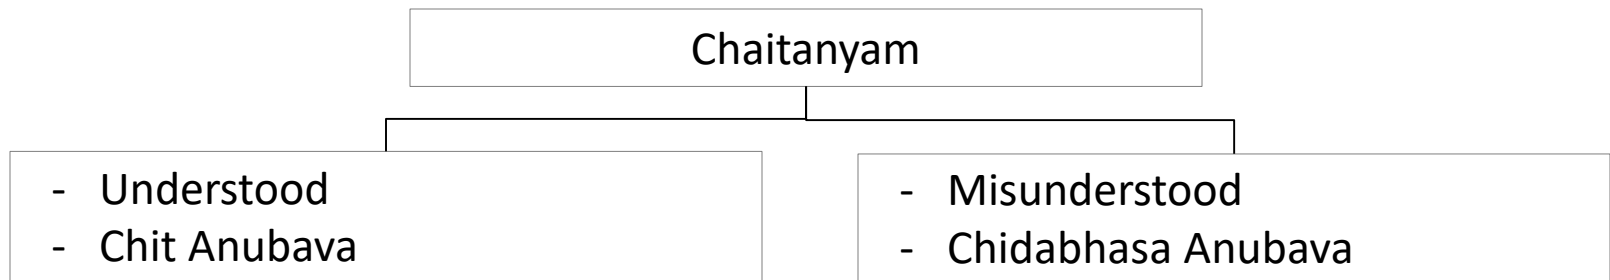 Chaitanyam
- Understood
- Chit Anubava
- Misunderstood
- Chidabhasa Anubava